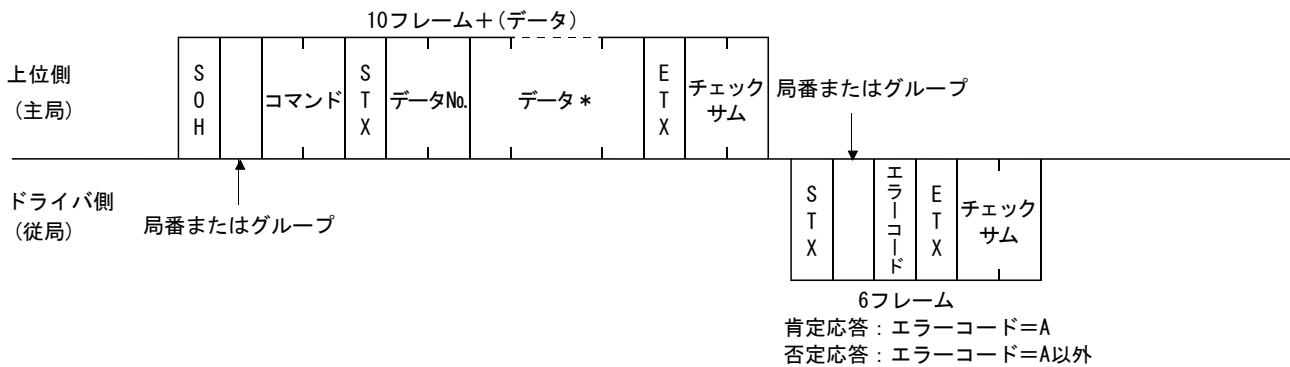 10フレーム＋(データ)
上位側
(主局)
SOH
コマンド
STX
データNo.
データ＊
ETX
チェック
サム
局番またはグループ
ドライバ側
(従局)
局番またはグループ
STX
エラーコード
ETX
チェック
サム
6フレーム
肯定応答：エラーコード＝A
否定応答：エラーコード＝A以外